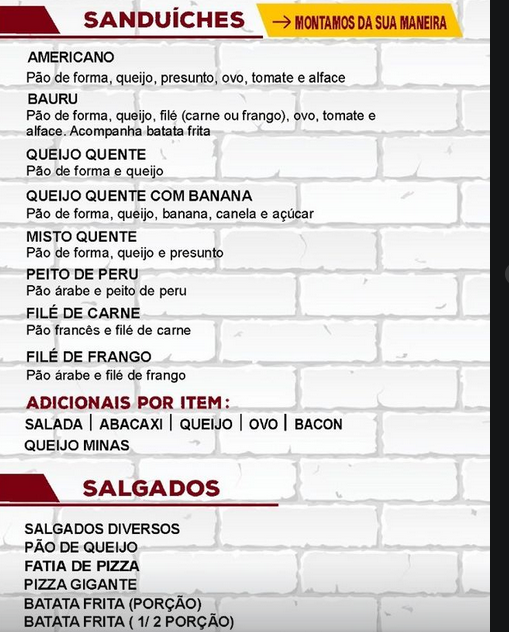 SANDUÍCHES
→ MONTAMOS DA SUA MANEIRA
AMERICANO
Pão de forma, queijo, presunto, ovo, tomate e alface
BAURU
Pão de forma, queijo, filé (carne ou frango), ovo, tomate e
alface. Acompanha batata frita
QUEIJO QUENTE
Pão de forma e queijo
QUEIJO QUENTE COM BANANA
Pão de forma, queijo, banana, canela e açúcar
MISTO QUENTE
Pão de forma, queijo e presunto
PEITO DE PERU
Pão árabe e peito de peru
FILÉ DE CARNE
Pão francês e filé de carne
FILÉ DE FRANGO
Pão árabe e filé de frango
ADICIONAIS POR ITEM:
SALADA | ABACAXI | QUEIJO | OVO | BACON
QUEIJO MINAS
SALGADOS
SALGADOS DIVERSOS
PÃO DE QUEIJO
FATIA DE PIZZA
PIZZA GIGANTE
BATATA FRITA (PORÇÃO)
BATATA FRITA ( 1/ 2 PORÇÃO)